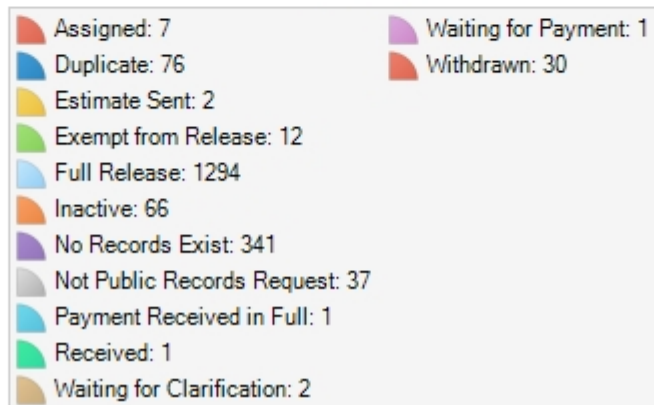 Assigned: 7
Duplicate: 76
Estimate Sent: 2
Exempt from Release: 12
Full Release: 1294
Inactive: 66
No Records Exist: 341
Not Public Records Request: 37
Payment Received in Full: 1
Received: 1
Waiting for Clarification: 2
Waiting for Payment: 1
Withdrawn: 30